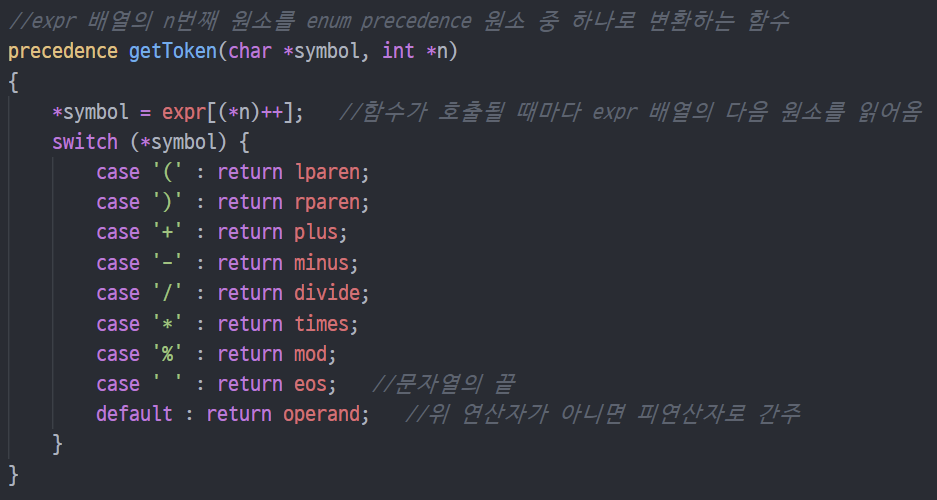 //expr 배열의 n번째 원소를 enum precedence 원소 중 하나로 변환하는 함수
precedence getToken(char *symbol, int *n)
{
    *symbol = expr[(*n)++];   //함수가 호출될 때마다 expr 배열의 다음 원소를 읽어옴
    switch (*symbol) {
        case '(' : return lparen;
        case ')' : return rparen;
        case '+' : return plus;
        case '-' : return minus;
        case '/' : return divide;
        case '*' : return times;
        case '%' : return mod;
        case ' ' : return eos;   //문자열의 끝
        default : return operand;   //위 연산자가 아니면 피연산자로 간주
    }
}